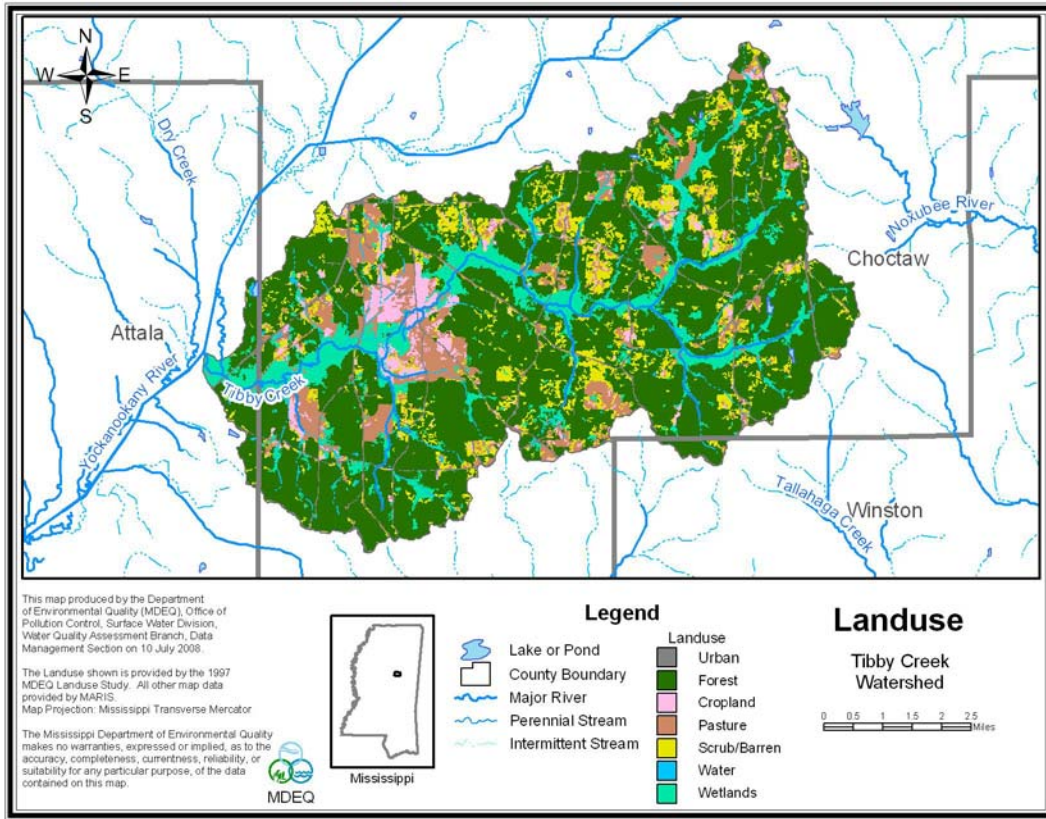 N
W E
S
Dry Creek
Noxubee River
Choctaw
Attala
Tibby Creek
Yockanookany River
Tallahaga Creek
Winston
This map produced by the Department
of Environmental Quality (MDEQ), Office of
Pollution Control, Surface Water Division,
Water Quality Assessment Branch, Data
Management Section on 10 July 2008.
The Landuse shown is provided by the 1997
MDEQ Landuse Study. All other map data
provided by MARIS.
Map Projection: Mississippi Transverse Mercator
The Mississippi Department of Environmental Quality
makes no warranties, expressed or implied, as to the
accuracy, completeness, currentness, reliability, or
suitability for any particular purpose, of the data
contained on this map.
MDEQ
Mississippi
Legend
Lake or Pond
County Boundary
Major River
Perennial Stream
Intermittent Stream
Landuse
Urban
Forest
Cropland
Pasture
Scrub/Barren
Water
Wetlands
Landuse
Tibby Creek
Watershed
0 0.5 1 1.5 2 2.5
Miles